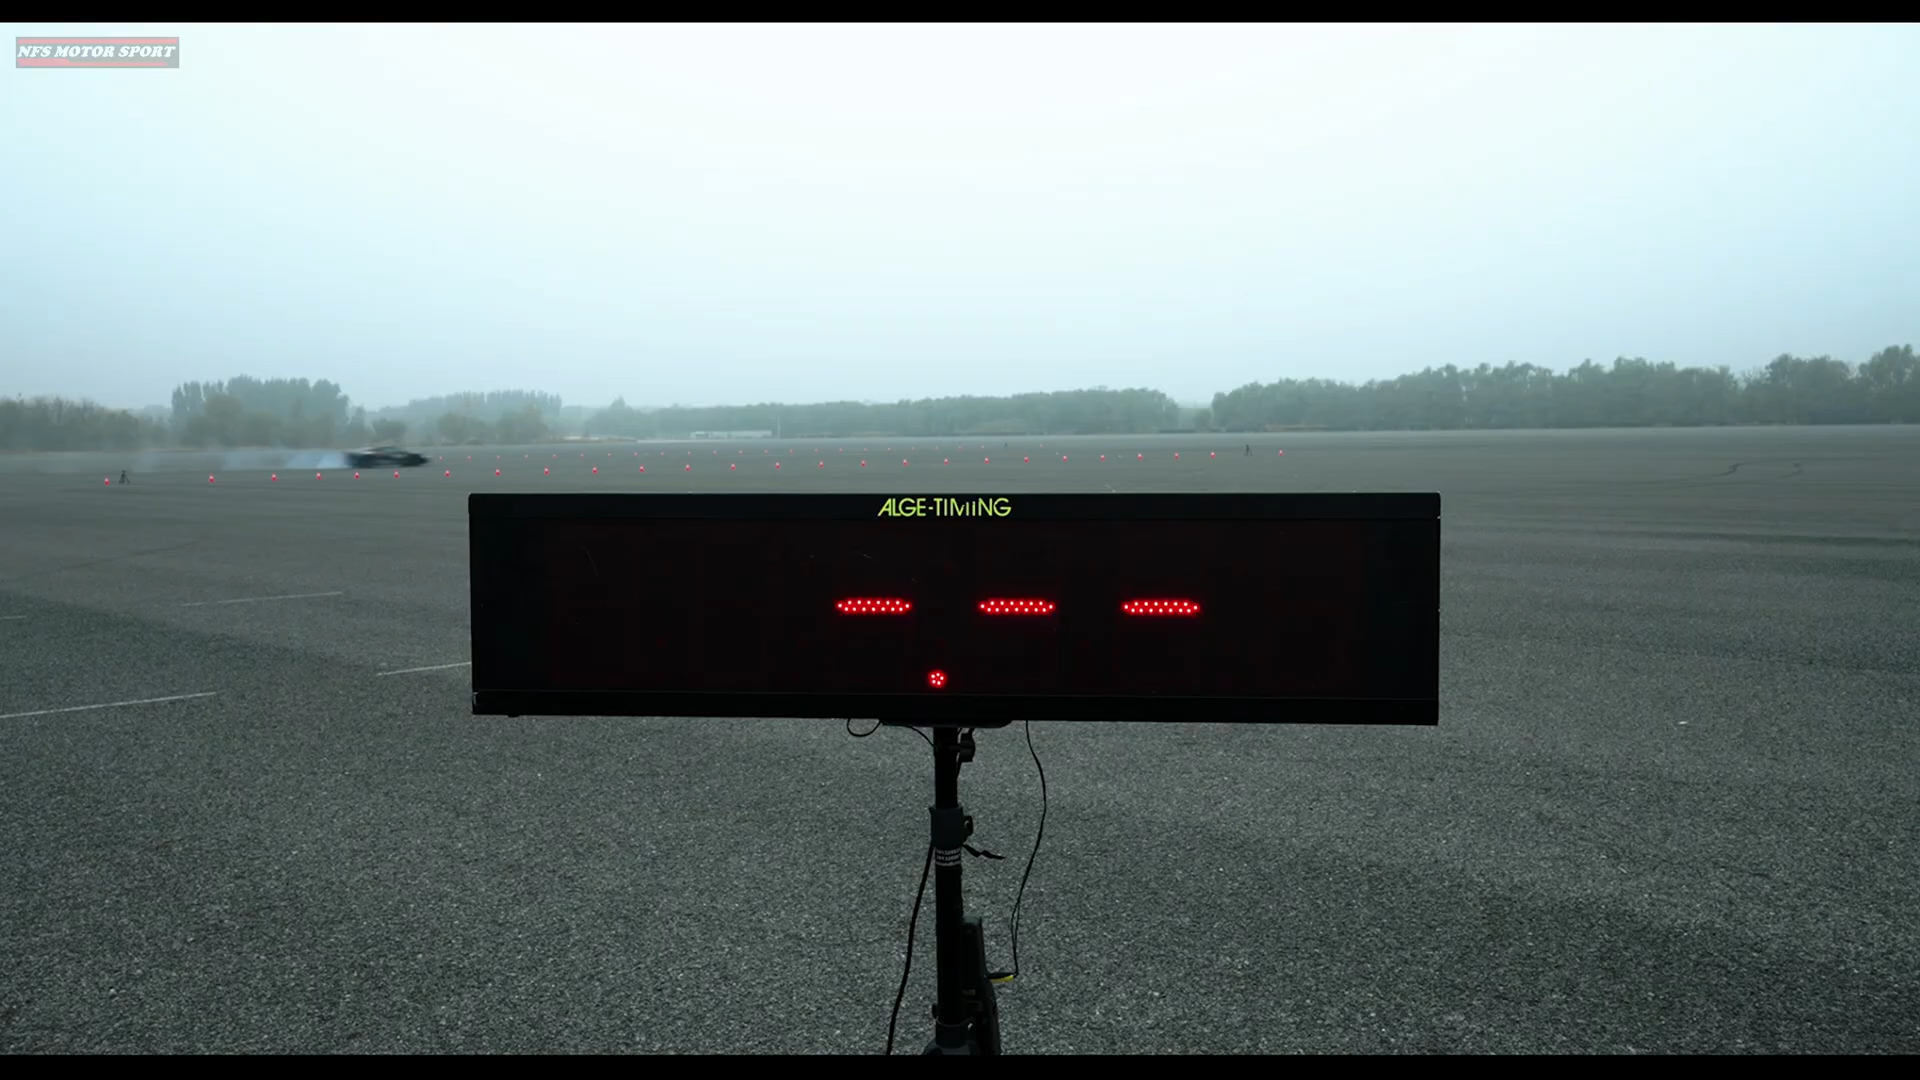 NFS MOTOR SPORT
ALGE-TIMING
-.--